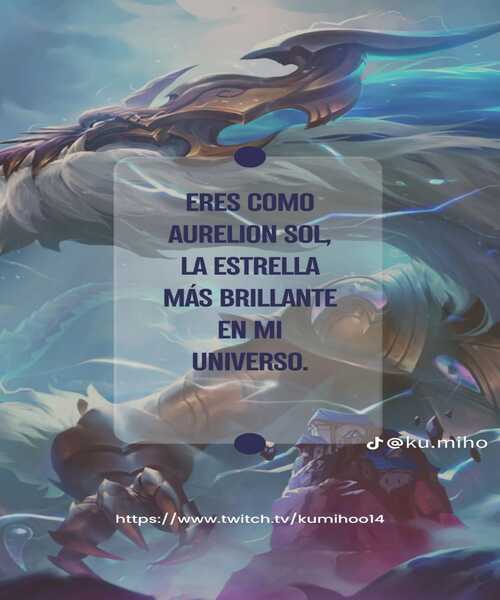 ERES COMO
AURELION SOL,
LA ESTRELLA
MÁS BRILLANTE
EN MI
UNIVERSO.
@ku.miho
https://www.twitch.tv/kumihoo14